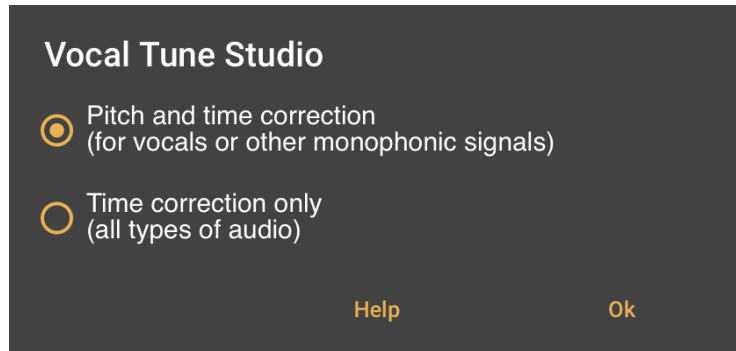 Vocal Tune Studio
Pitch and time correction
(for vocals or other monophonic signals)
Time correction only
(all types of audio)
Help
Ok